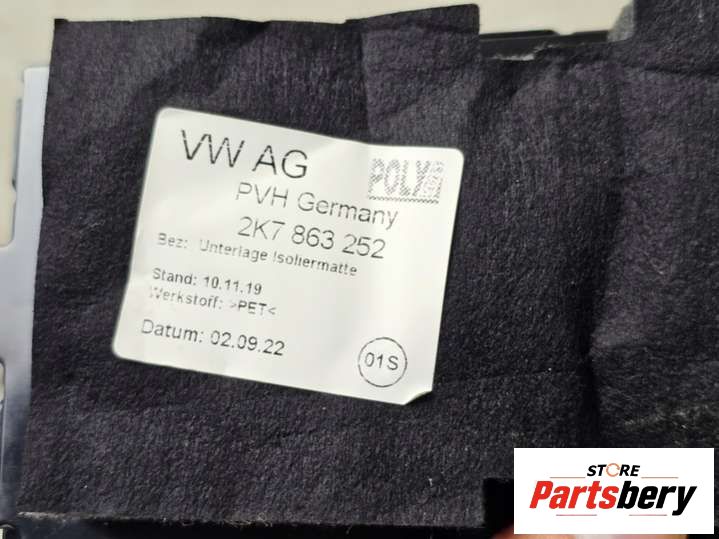 VW AG
PVH Germany
2K7 863 252
Bez: Unterlage Isoliermatte
Stand: 10.11.19
Werkstoff: >PET<
Datum: 02.09.22
01S
STORE
Partsbery